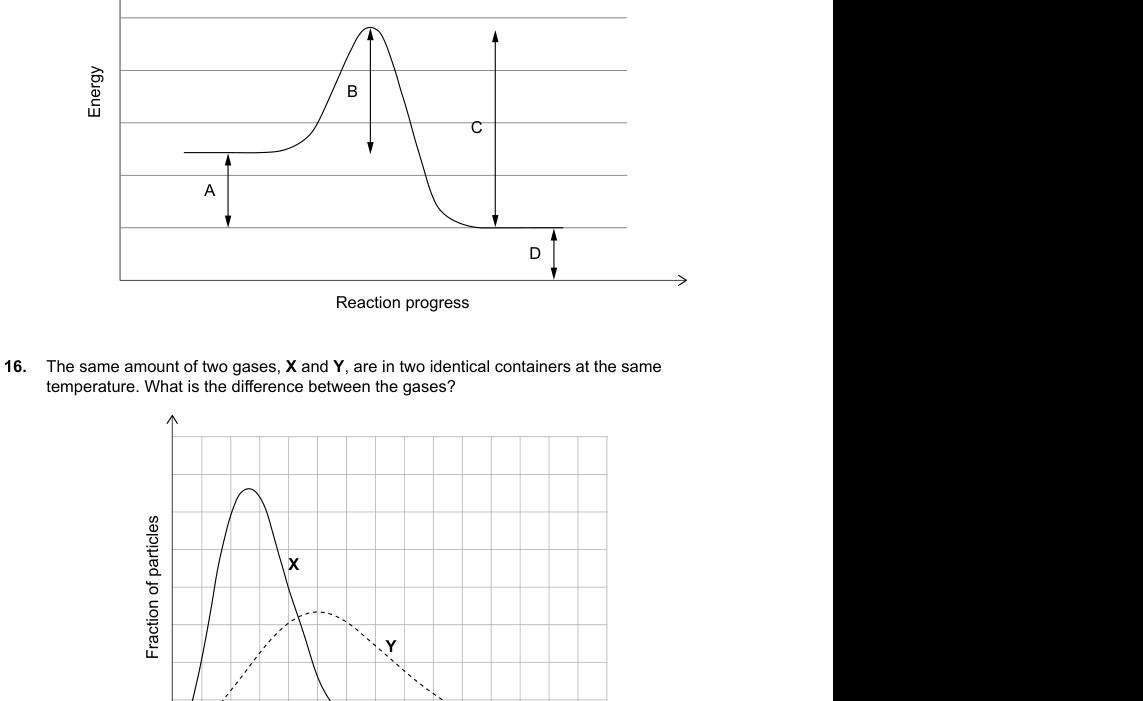 Energy
B
C
A
D
Reaction progress
16. The same amount of two gases, X and Y, are in two identical containers at the same
temperature. What is the difference between the gases?
Fraction of particles
X
Y